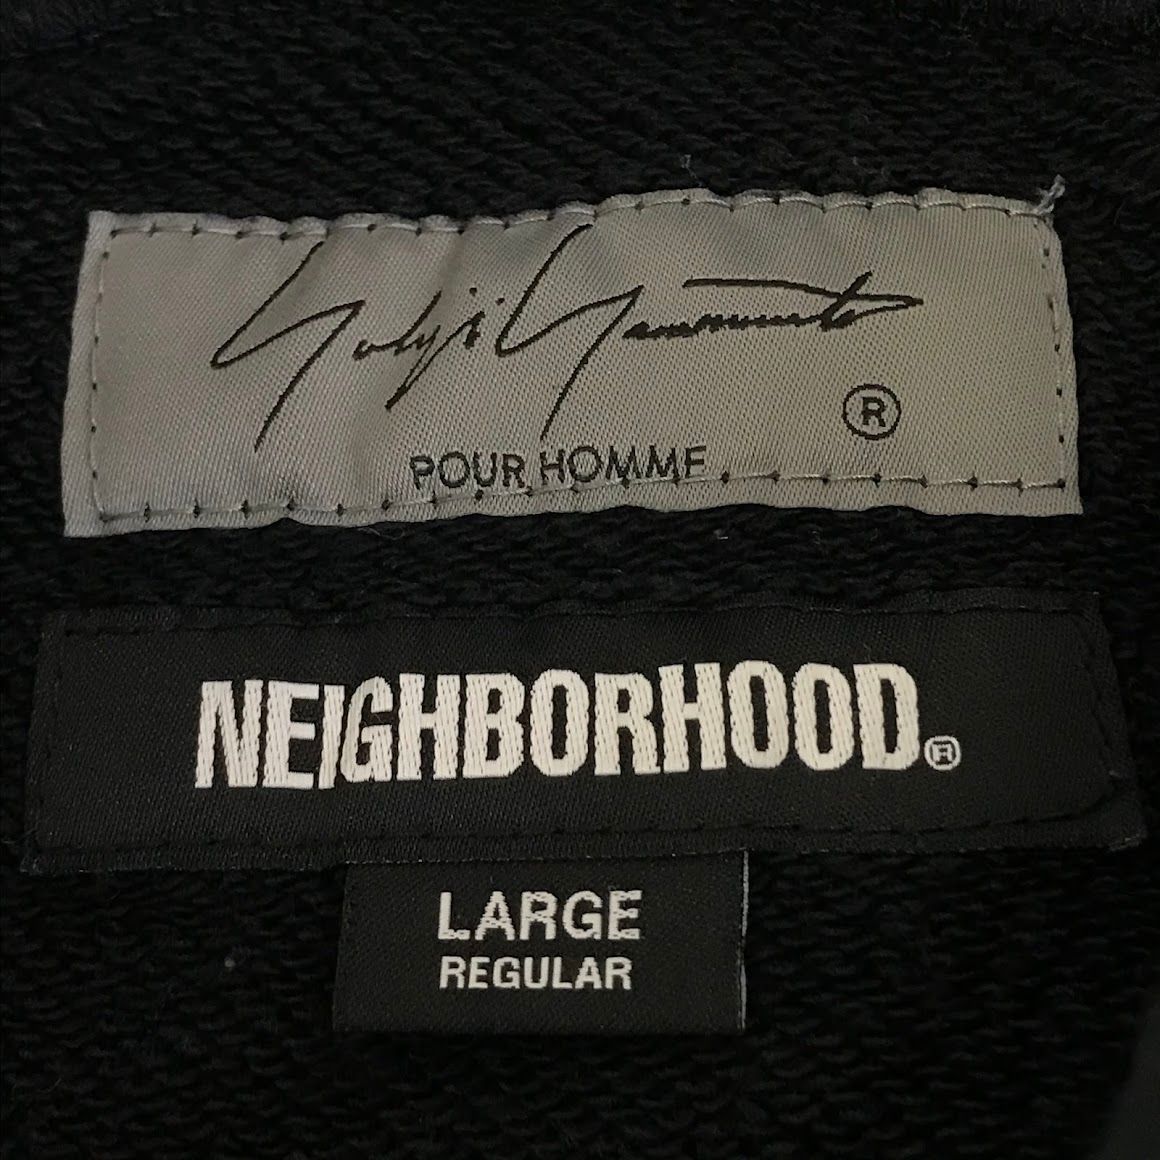 Yohji Yamamoto
®
POUR HOMME
NEIGHBORHOOD®
LARGE
REGULAR